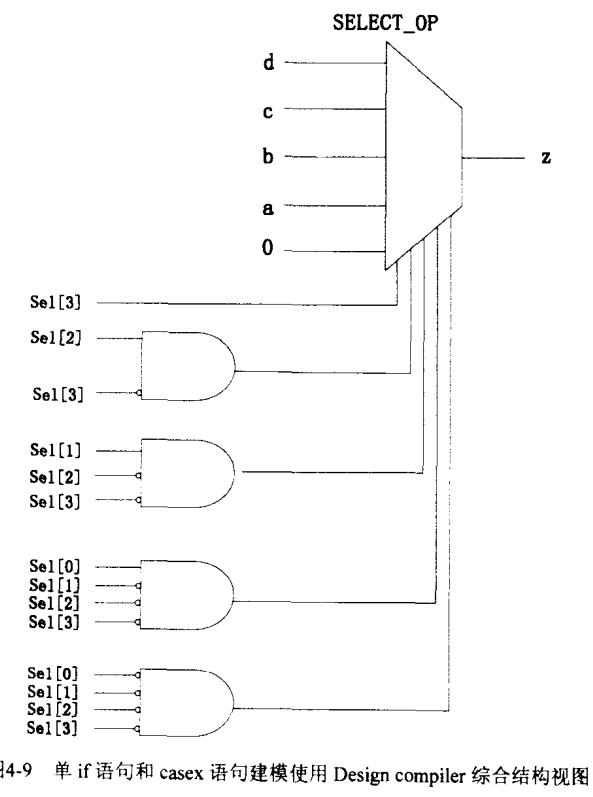 SELECT_OP
d
c
b
a
0
z
Sel[3]
Sel[2]
Sel[3]
Sel[1]
Sel[2]
Sel[3]
Sel[0]
Sel[1]
Sel[2]
Sel[3]
Sel[0]
Sel[1]
Sel[2]
Sel[3]
4-9 单 if 语句和 casex 语句建模使用 Design compiler 综合结构视图